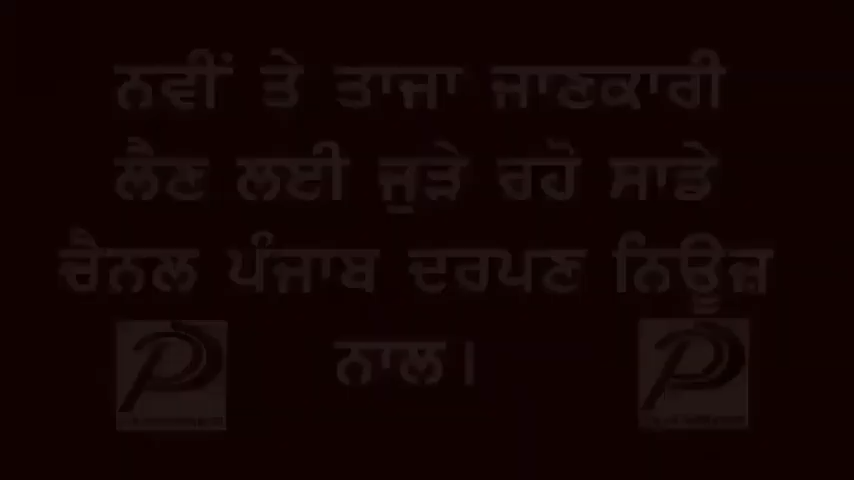 ਨਵੀਂ ਤੇ ਤਾਜਾ ਜਾਣਕਾਰੀ
ਲੈਣ ਲਈ ਜੁੜੇ ਰਹੋ ਸਾਡੇ
ਚੈਨਲ ਪੰਜਾਬ ਦਰਪਣ ਨਿਊਜ਼
ਨਾਲ।